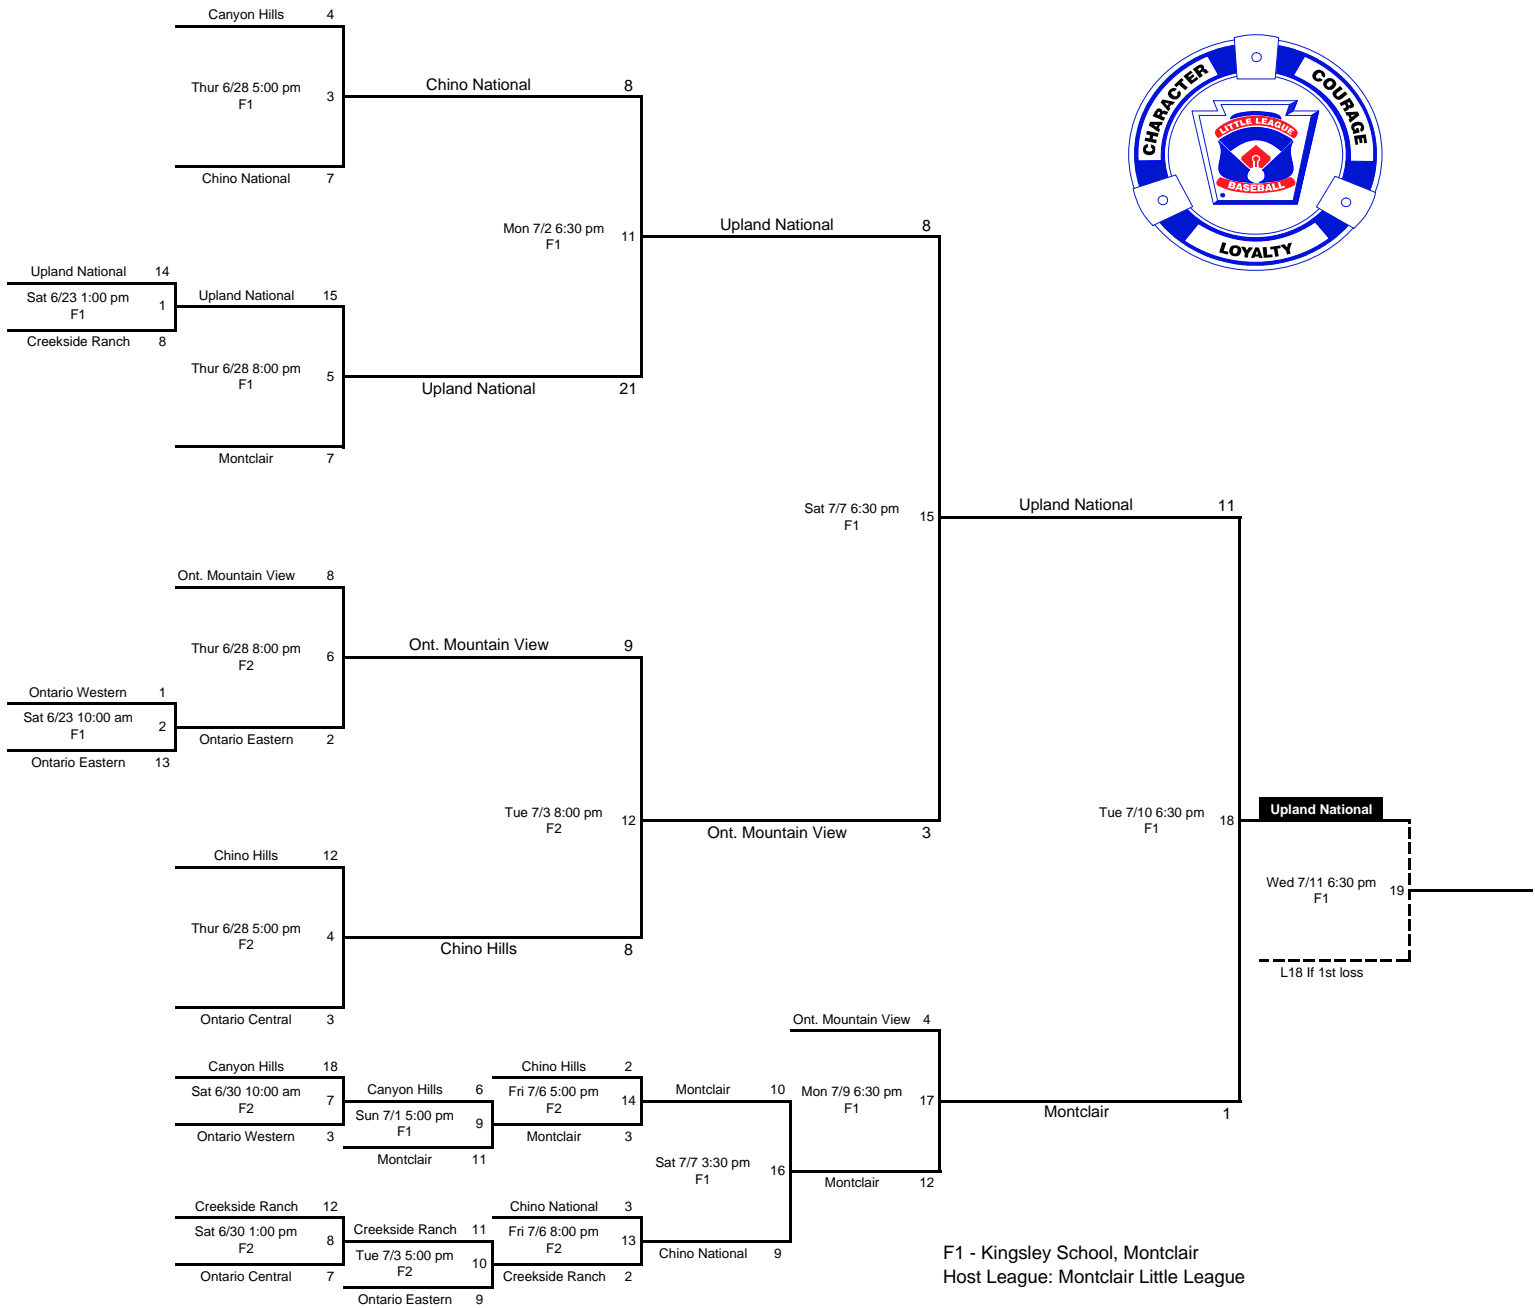 Canyon Hills 4
Thur 6/28 5:00 pm
F1
3
Chino National 7
Chino National 8
Mon 7/2 6:30 pm
F1
11
Upland National 14
Sat 6/23 1:00 pm
F1
1
Creekside Ranch 8
Upland National 15
Thur 6/28 8:00 pm
F1
5
Montclair 7
Upland National 21
Upland National 8
CHARACTER
COURAGE
LITTLE LEAGUE
BASEBALL
LOYALTY
Sat 7/7 6:30 pm
F1
15
Upland National 11
Ont. Mountain View 8
Thur 6/28 8:00 pm
F2
6
Ontario Western 1
Sat 6/23 10:00 am
F1
2
Ontario Eastern 13
Ontario Eastern 2
Ont. Mountain View 9
Tue 7/3 8:00 pm
F2
12
Ont. Mountain View 3
Chino Hills 12
Thur 6/28 5:00 pm
F2
4
Ontario Central 3
Chino Hills 8
Tue 7/10 6:30 pm
F1
18
Upland National
Wed 7/11 6:30 pm
F1
19
L18 If 1st loss
Canyon Hills 18
Sat 6/30 10:00 am
F2
7
Ontario Western 3
Canyon Hills 6
Sun 7/1 5:00 pm
F1
9
Montclair 11
Chino Hills 2
Fri 7/6 5:00 pm
F2
14
Montclair 3
Montclair 10
Sat 7/7 3:30 pm
F1
16
Ont. Mountain View 4
Mon 7/9 6:30 pm
F1
17
Montclair 12
Montclair 1
Creekside Ranch 12
Sat 6/30 1:00 pm
F2
8
Ontario Central 7
Creekside Ranch 11
Tue 7/3 5:00 pm
F2
10
Ontario Eastern 9
Chino National 3
Fri 7/6 8:00 pm
F2
13
Creekside Ranch 2
Chino National 9
F1 - Kingsley School, Montclair
Host League: Montclair Little League